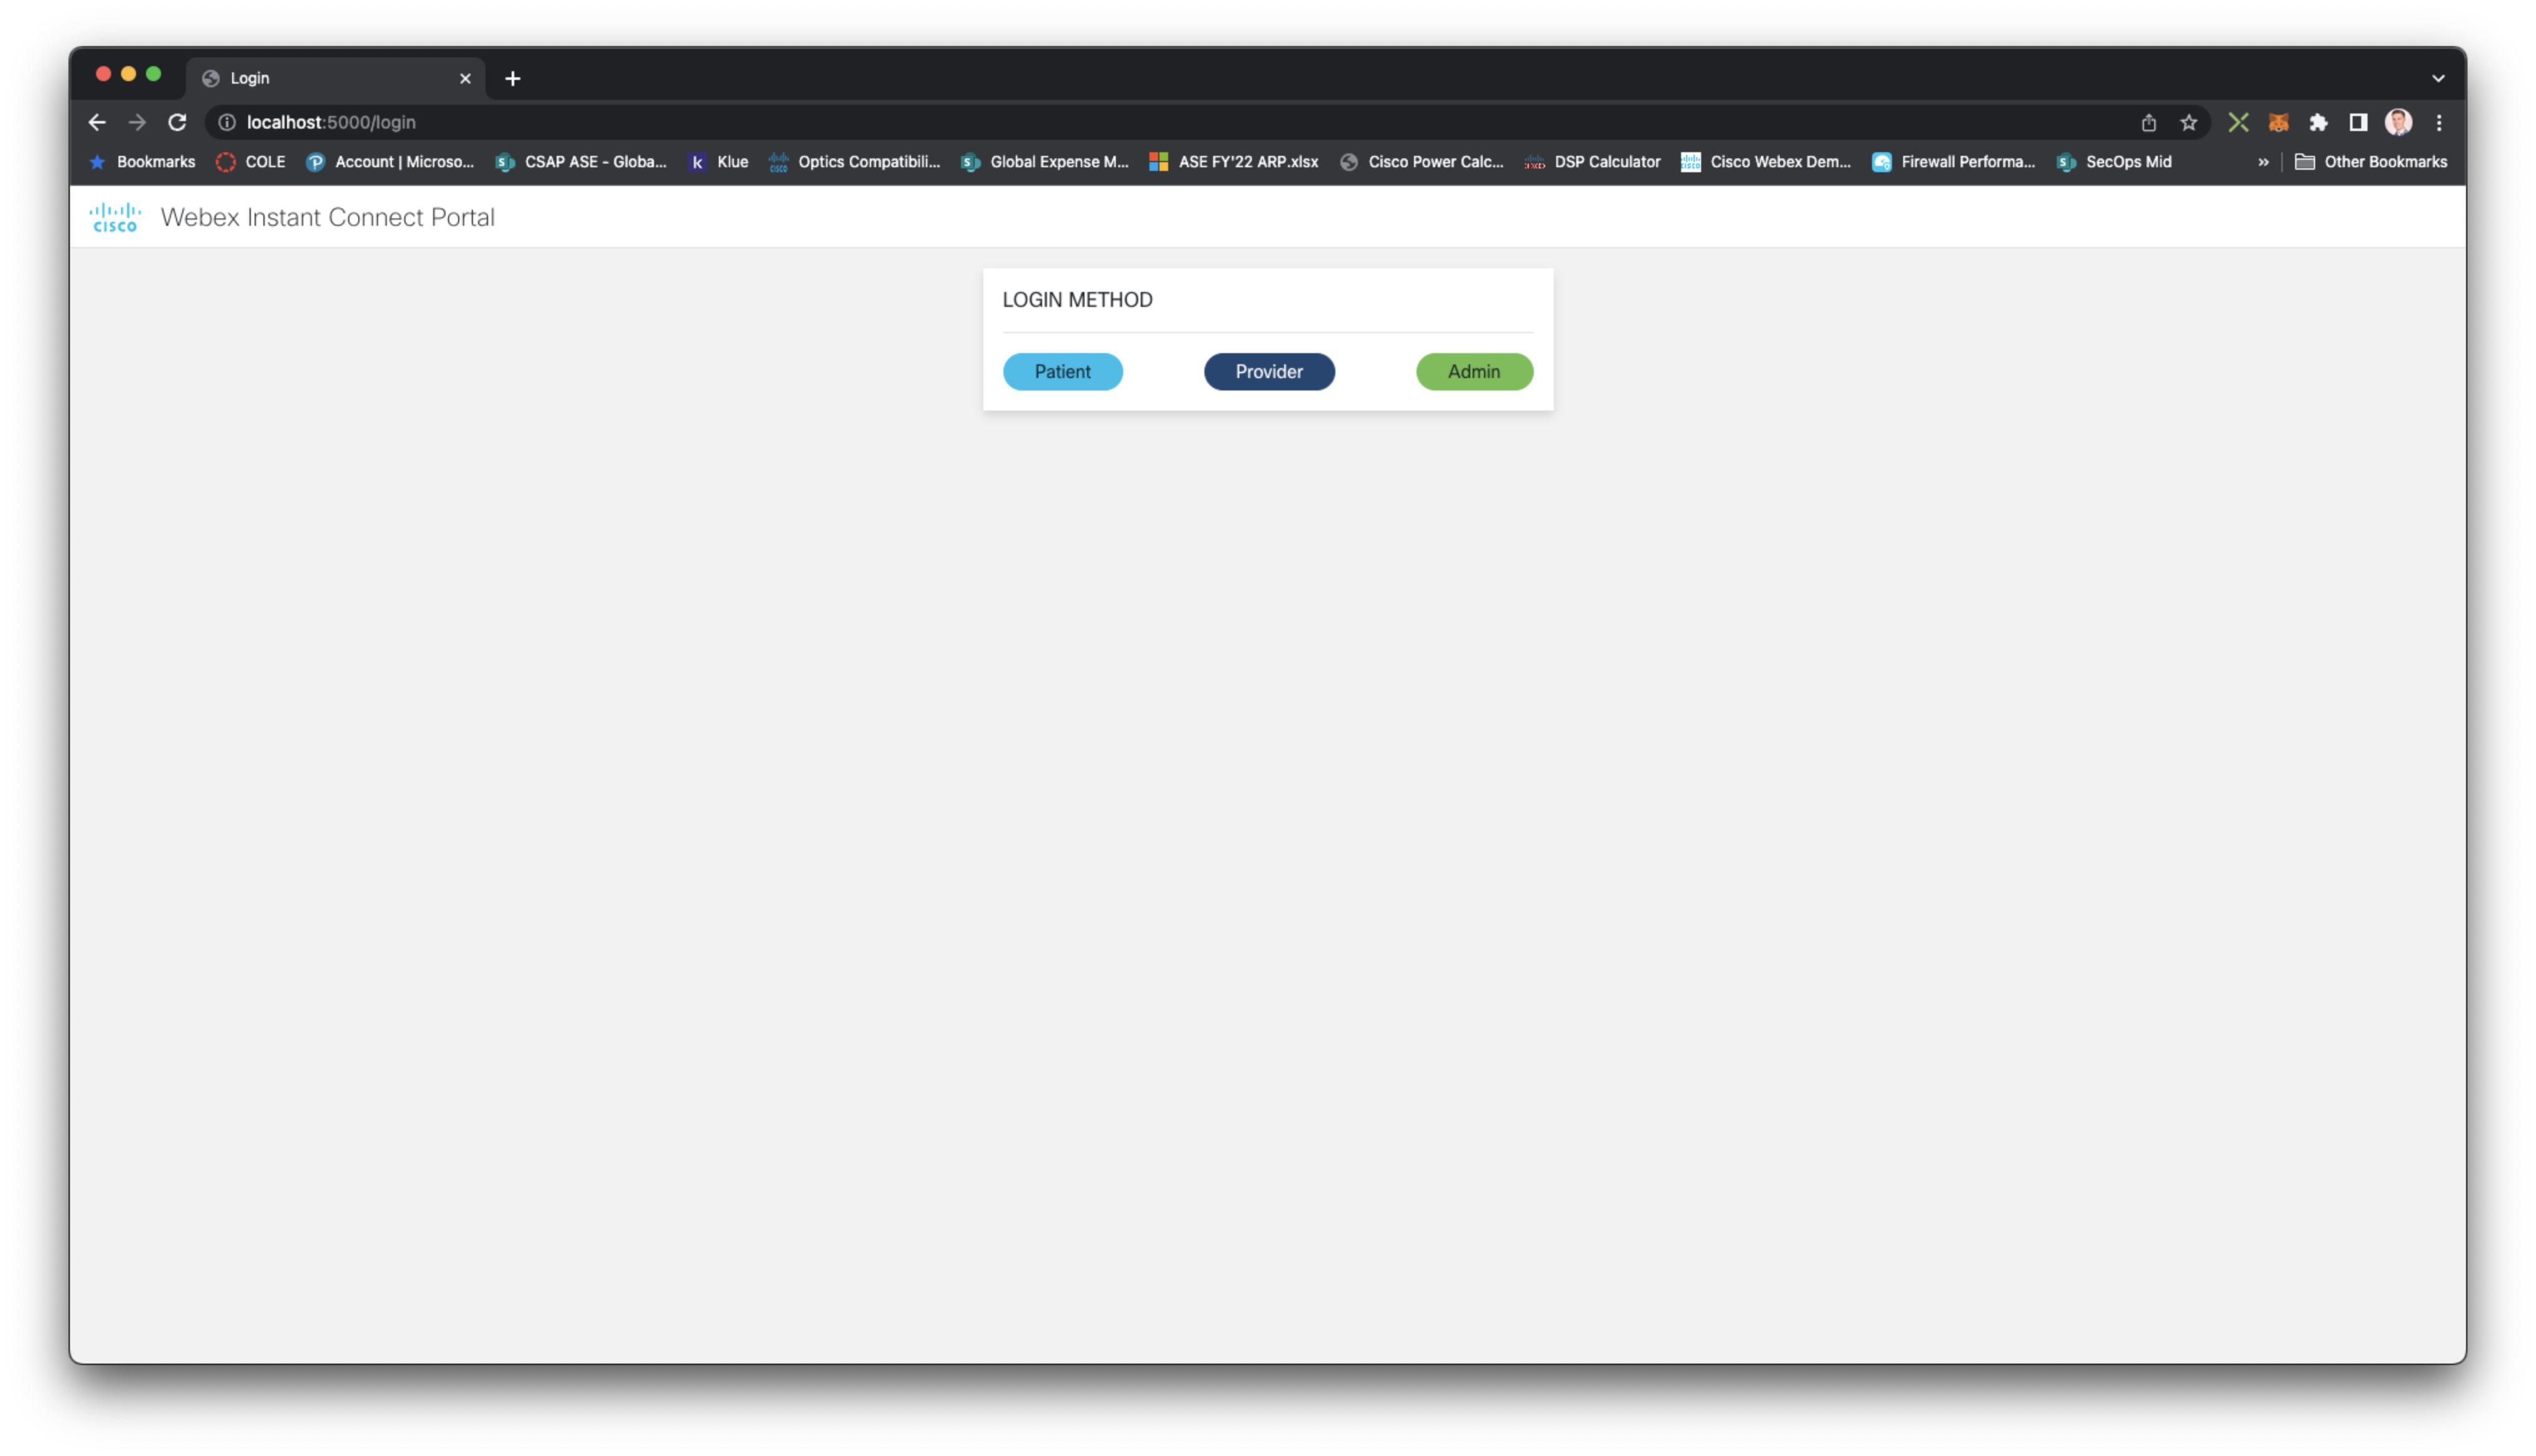 Login
localhost:5000/login
Bookmarks COLE Account | Microso... CSAP ASE - Globa... k Klue Optics Compatibili... Global Expense M... ASE FY'22 ARP.xlsx Cisco Power Calc... DSP Calculator Cisco Webex Dem... Firewall Performa... SecOps Mid » Other Bookmarks
CISCO Webex Instant Connect Portal
LOGIN METHOD
Patient Provider Admin